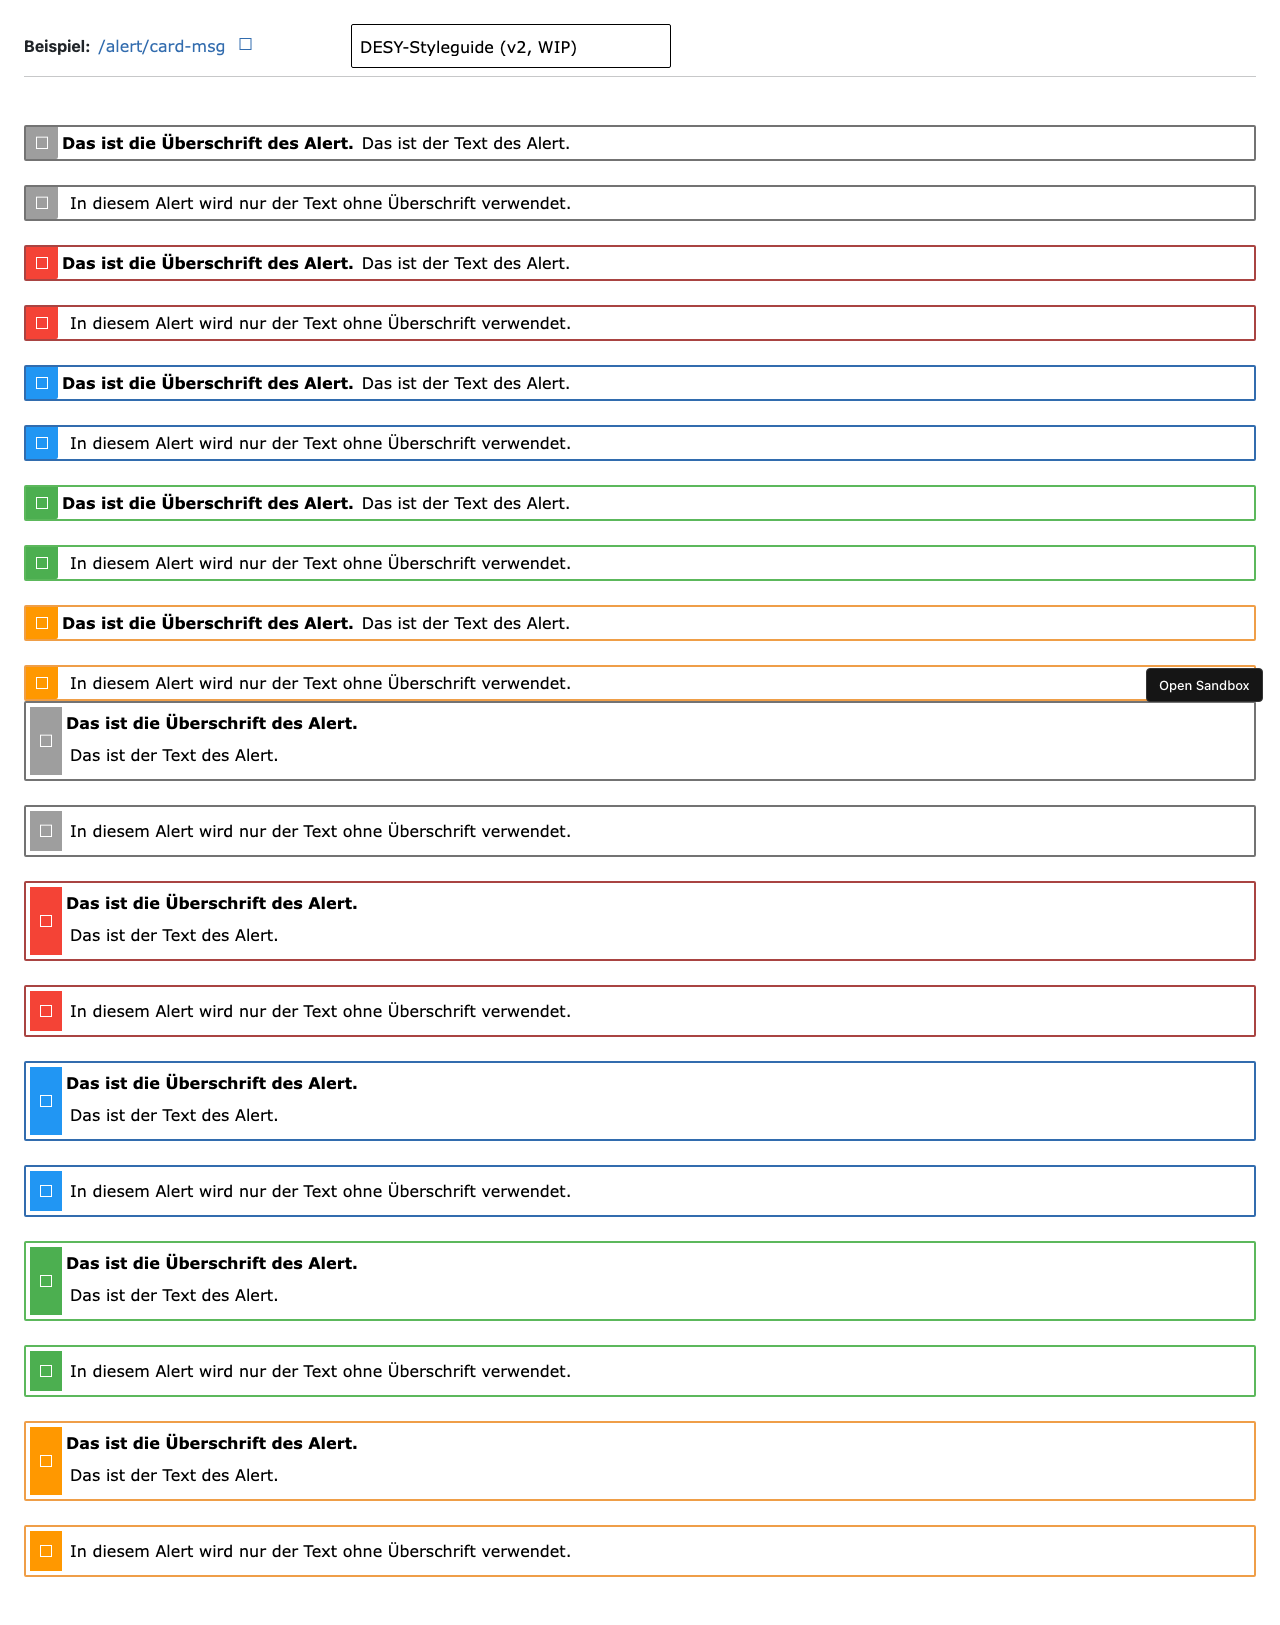 Beispiel: /alert/card-msg
DESY-Styleguide (v2, WIP)
Das ist die Überschrift des Alert. Das ist der Text des Alert.
In diesem Alert wird nur der Text ohne Überschrift verwendet.
Das ist die Überschrift des Alert. Das ist der Text des Alert.
In diesem Alert wird nur der Text ohne Überschrift verwendet.
Das ist die Überschrift des Alert. Das ist der Text des Alert.
In diesem Alert wird nur der Text ohne Überschrift verwendet.
Das ist die Überschrift des Alert. Das ist der Text des Alert.
In diesem Alert wird nur der Text ohne Überschrift verwendet.
Das ist die Überschrift des Alert. Das ist der Text des Alert.
In diesem Alert wird nur der Text ohne Überschrift verwendet.
Open Sandbox
Das ist die Überschrift des Alert.
Das ist der Text des Alert.
In diesem Alert wird nur der Text ohne Überschrift verwendet.
Das ist die Überschrift des Alert.
Das ist der Text des Alert.
In diesem Alert wird nur der Text ohne Überschrift verwendet.
Das ist die Überschrift des Alert.
Das ist der Text des Alert.
In diesem Alert wird nur der Text ohne Überschrift verwendet.
Das ist die Überschrift des Alert.
Das ist der Text des Alert.
In diesem Alert wird nur der Text ohne Überschrift verwendet.
Das ist die Überschrift des Alert.
Das ist der Text des Alert.
In diesem Alert wird nur der Text ohne Überschrift verwendet.